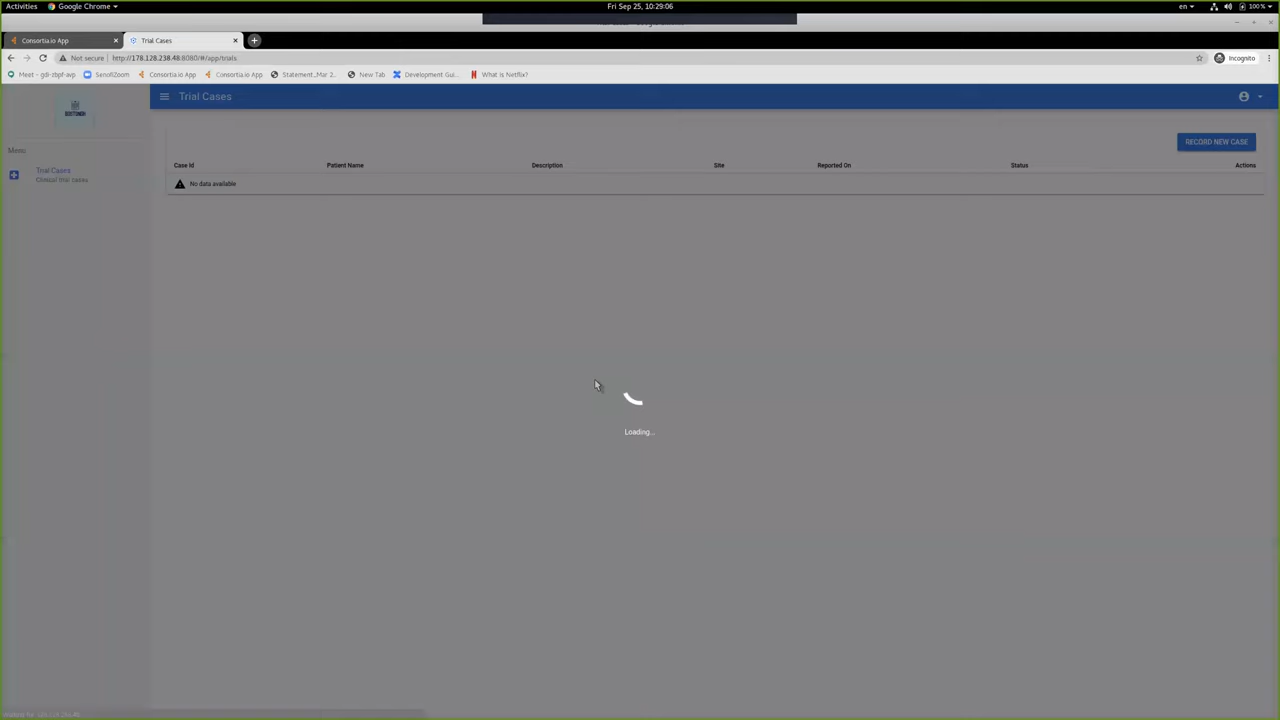 Activities Google Chrome Fri Sep 25, 10:29:06 en 100%
Consortia.io App Trial Cases
Not secure http://178.128.238.48:8080/#/app/trials Incognito
Meet – gdi-zbpf-avp SenofiZoom Consortia.io App Consortia.io App Statement_Mar 2... New Tab Development Gui... What is Netflix?
Trial Cases
Menu
Trial Cases
Clinical trial cases
RECORD NEW CASE
Case Id Patient Name Description Site Reported On Status Actions
No data available
Loading...